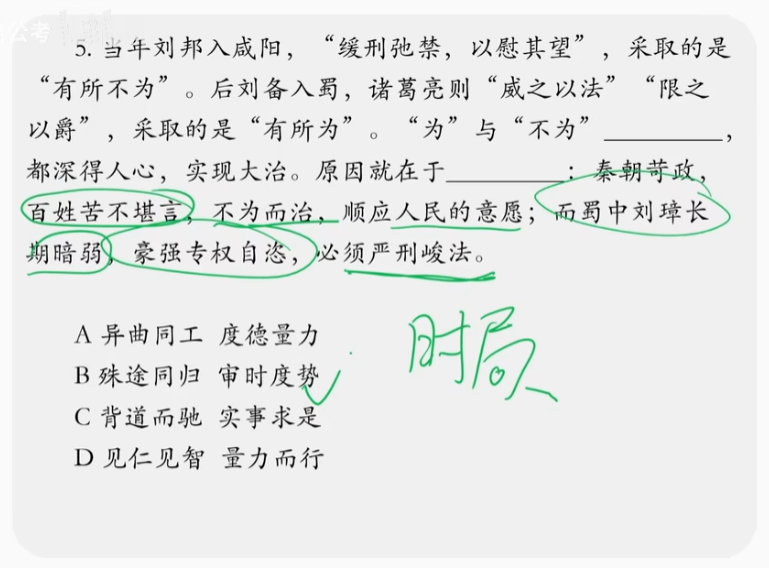 公考
5. 当年刘邦入咸阳，“缓刑弛禁，以慰其望”，采取的是
“有所不为”。后刘备入蜀，诸葛亮则“威之以法”“限之
以爵”，采取的是“有所为”。“为”与“不为”_________，
都深得人心，实现大治。原因就在于_________：秦朝苛政，
百姓苦不堪言，不为而治，顺应人民的意愿；而蜀中刘璋长
期暗弱，豪强专权自恣，必须严刑峻法。
A 异曲同工 度德量力
时局
B 殊途同归 审时度势
C 背道而驰 实事求是
D 见仁见智 量力而行